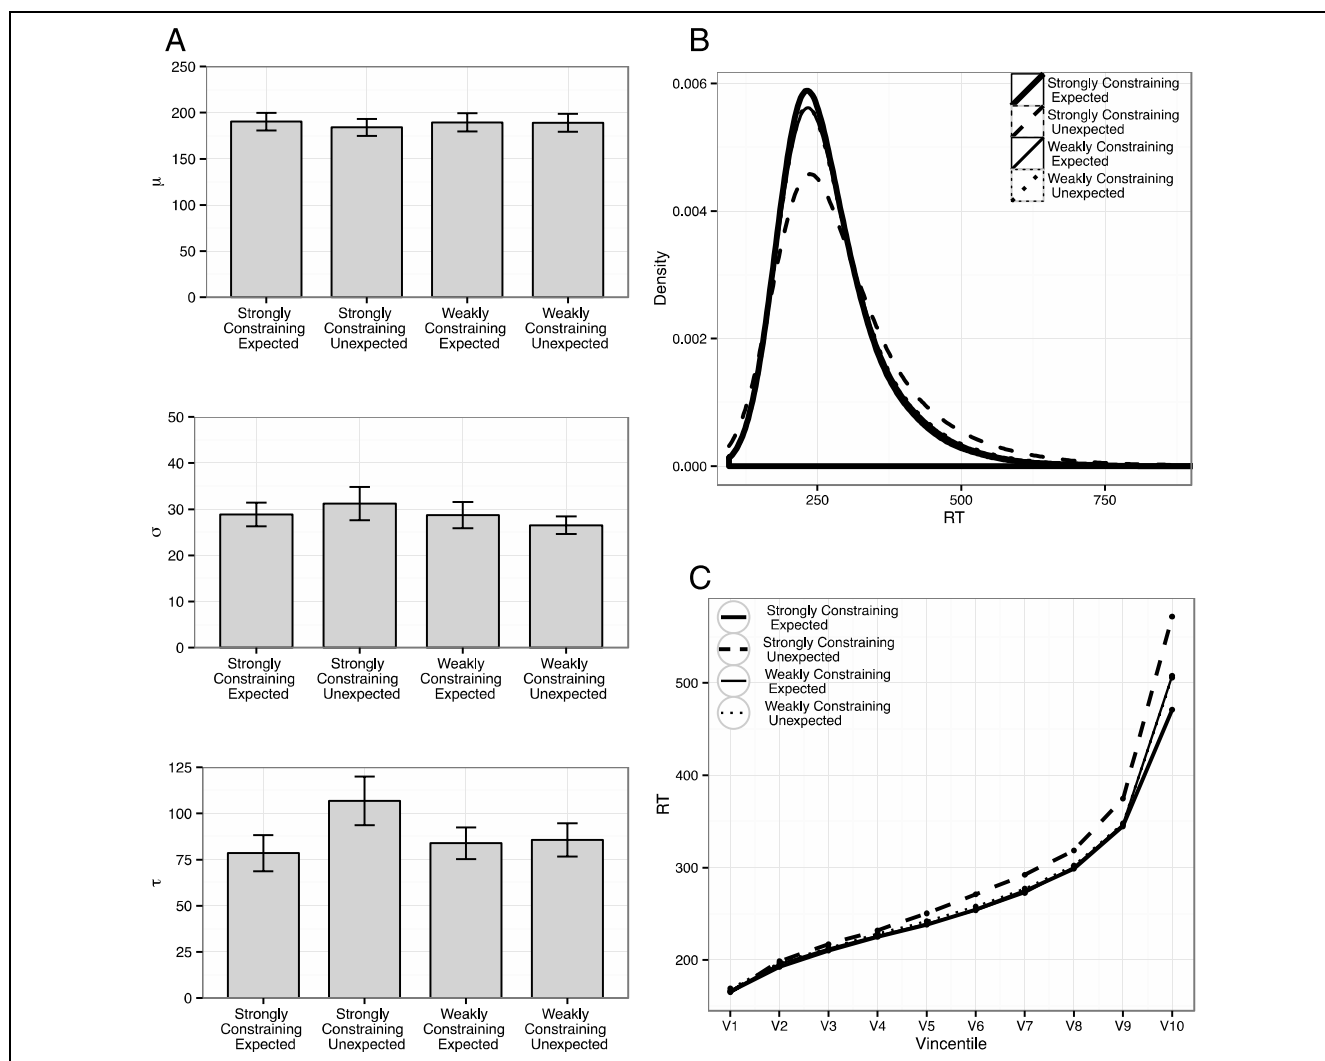 A
250
200
150
100
50
0
μ
Strongly Constraining Expected
Strongly Constraining Unexpected
Weakly Constraining Expected
Weakly Constraining Unexpected
50
40
30
20
10
0
σ
Strongly Constraining Expected
Strongly Constraining Unexpected
Weakly Constraining Expected
Weakly Constraining Unexpected
125
100
75
50
25
0
τ
Strongly Constraining Expected
Strongly Constraining Unexpected
Weakly Constraining Expected
Weakly Constraining Unexpected
B
0.006
0.004
0.002
0.000
Density
Strongly Constraining
Expected
Strongly Constraining
Unexpected
Weakly Constraining
Expected
Weakly Constraining
Unexpected
250
500
750
RT
C
Strongly Constraining
Expected
Strongly Constraining
Unexpected
Weakly Constraining
Expected
Weakly Constraining
Unexpected
500
400
300
200
RT
V1 V2 V3 V4 V5 V6 V7 V8 V9 V10
Vincentile